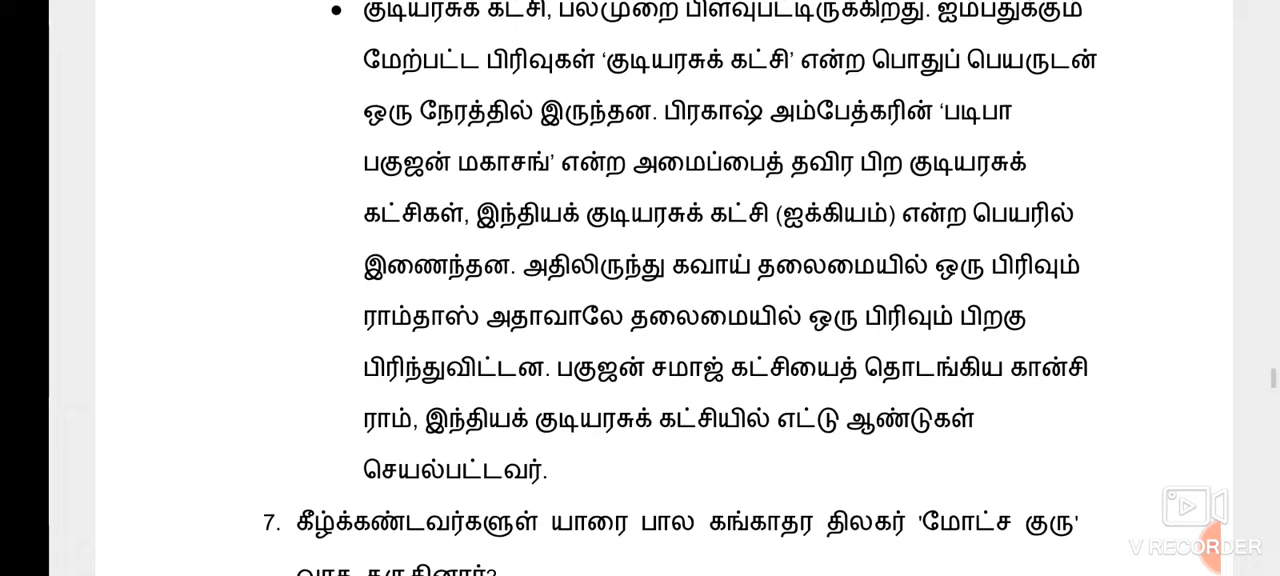 குடியரசுக் கட்சி, பலமுறை பிளவுபட்டிருக்கிறது. ஐம்பதுக்கும்
மேற்பட்ட பிரிவுகள் ‘குடியரசுக் கட்சி’ என்ற பொதுப் பெயருடன்
ஒரு நேரத்தில் இருந்தன. பிரகாஷ் அம்பேத்கரின் ‘படிபா
பகுஜன் மகாசங்’ என்ற அமைப்பைத் தவிர பிற குடியரசுக்
கட்சிகள், இந்தியக் குடியரசுக் கட்சி (ஐக்கியம்) என்ற பெயரில்
இணைந்தன. அதிலிருந்து கவாய் தலைமையில் ஒரு பிரிவும்
ராம்தாஸ் அதாவாலே தலைமையில் ஒரு பிரிவும் பிறகு
பிரிந்துவிட்டன. பகுஜன் சமாஜ் கட்சியைத் தொடங்கிய கான்சி
ராம், இந்தியக் குடியரசுக் கட்சியில் எட்டு ஆண்டுகள்
செயல்பட்டவர்.
7. கீழ்க்கண்டவர்களுள் யாரை பால கங்காதர திலகர் 'மோட்ச குரு'
V RECORDER